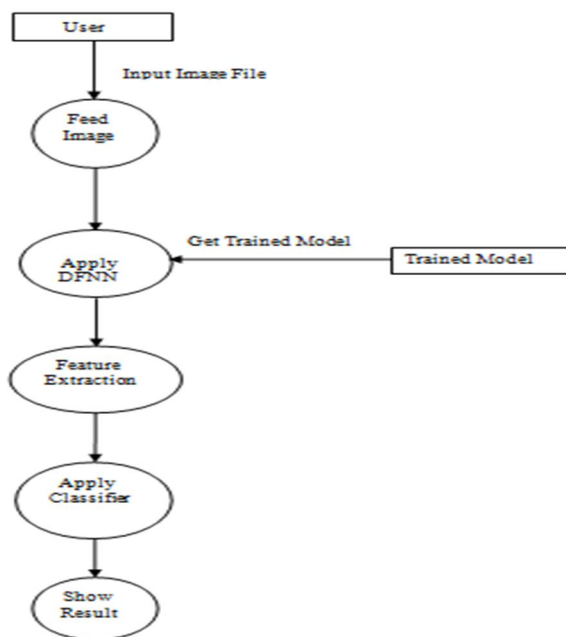 User
Input Image File
Feed
Image
Get Trained Model
Trained Model
Apply
DFNN
Feature
Extraction
Apply
Classifier
Show
Result